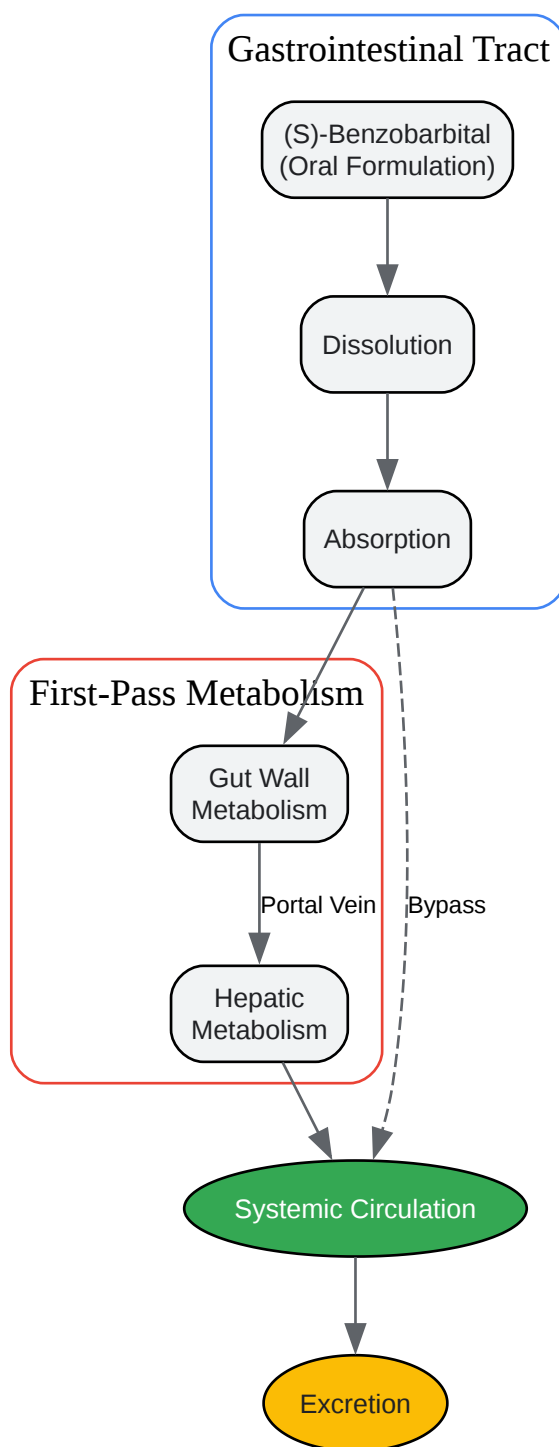 Gastrointestinal Tract
(S)-Benzobarbital
(Oral Formulation)
Dissolution
Absorption
First-Pass Metabolism
Gut Wall
Metabolism
Portal Vein
Bypass
Hepatic
Metabolism
Systemic Circulation
Excretion